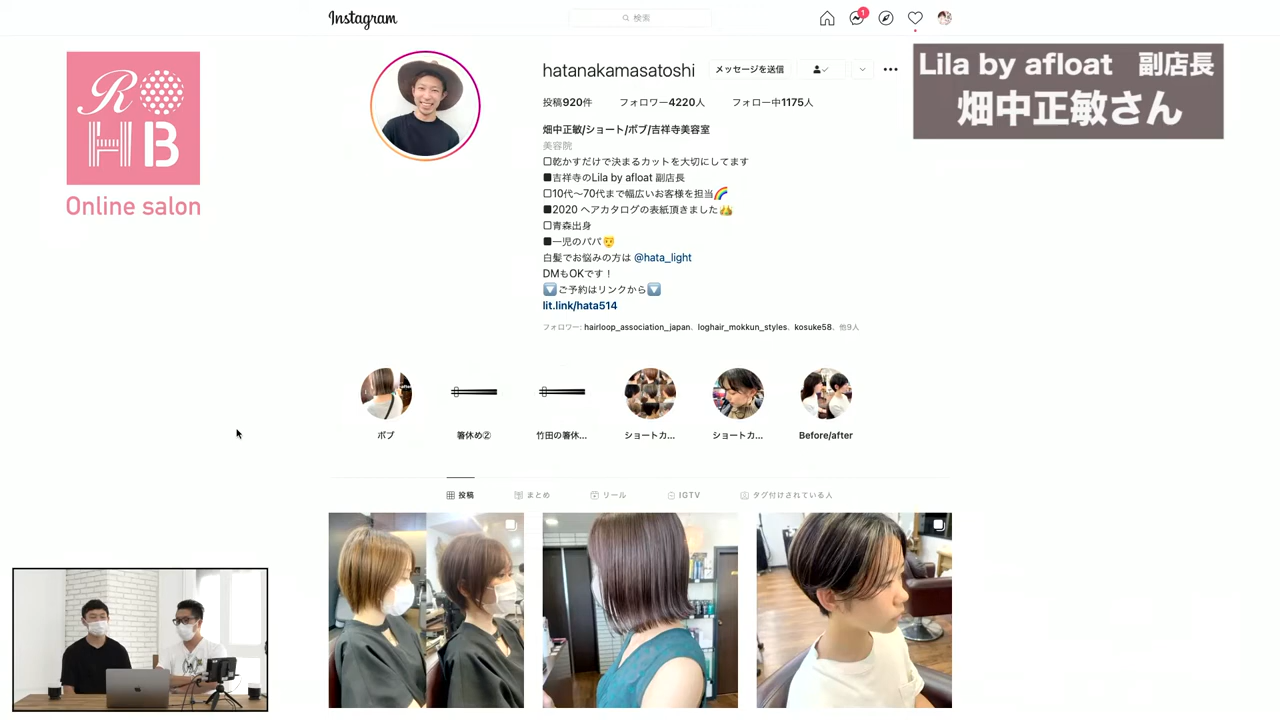 Instagram
検索
1
R
HB
Online salon
hatanakamasatoshi
メッセージを送信
投稿920件
フォロワー4220人
フォロー中1175人
畑中正敏/ショート/ボブ/吉祥寺美容室
美容院
□乾かすだけで決まるカットを大切にしてます
■吉祥寺のLila by afloat 副店長
□10代〜70代まで幅広いお客様を担当🌈
■2020 ヘアカタログの表紙頂きました👑
□青森出身
■一児のパパ👨
白髪でお悩みの方は @hata_light
DMもOKです！
🔽ご予約はリンクから🔽
lit.link/hata514
フォロワー: hairloop_association_japan、loghair_mokkun_styles、kosuke58、他9人
Lila by afloat 副店長
畑中正敏さん
ボブ
箸休め②
竹田の箸休...
ショートカ...
ショートカ...
Before/after
投稿
まとめ
リール
IGTV
タグ付けされている人